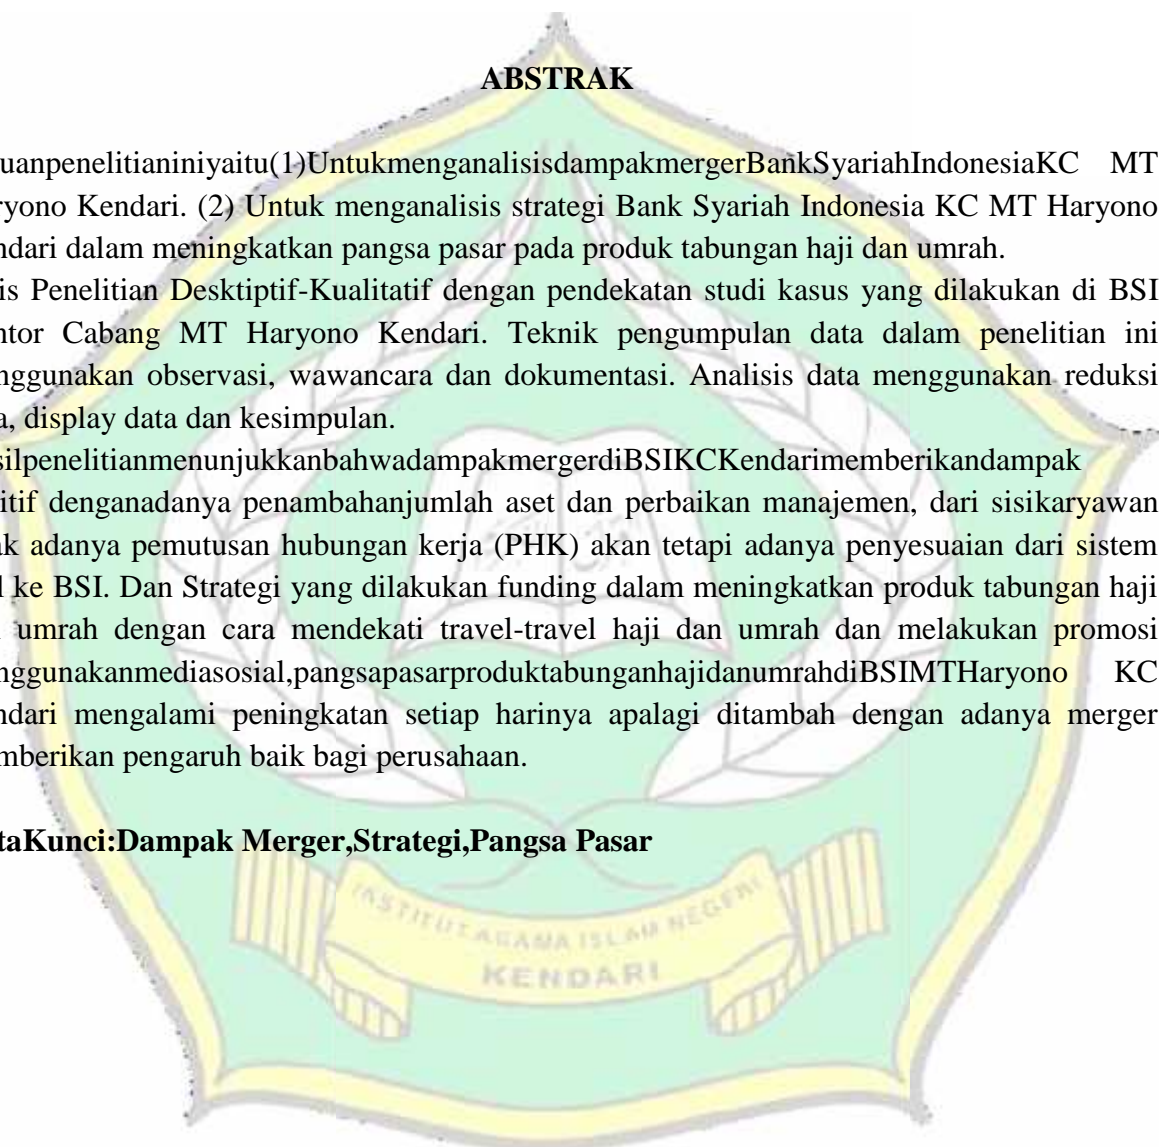 ABSTRAK
uanpenelitianiniyaitu(1)UntukmenganalisisdampakmergerBankSyariahIndonesiaKC MT
ryono Kendari. (2) Untuk menganalisis strategi Bank Syariah Indonesia KC MT Haryono
ndari dalam meningkatkan pangsa pasar pada produk tabungan haji dan umrah.
is Penelitian Desktiptif-Kualitatif dengan pendekatan studi kasus yang dilakukan di BSI
ntor Cabang MT Haryono Kendari. Teknik pengumpulan data dalam penelitian ini
nggunakan observasi, wawancara dan dokumentasi. Analisis data menggunakan reduksi
a, display data dan kesimpulan.
silpenelitianmenunjukkanbahwadampakmergerdiBSIKCKendarimemberikandampak
itif denganadanya penambahanjumlah aset dan perbaikan manajemen, dari sisikaryawan
ak adanya pemutusan hubungan kerja (PHK) akan tetapi adanya penyesuaian dari sistem
l ke BSI. Dan Strategi yang dilakukan funding dalam meningkatkan produk tabungan haji
umrah dengan cara mendekati travel-travel haji dan umrah dan melakukan promosi
nggunakanmediasosial,pangsapasarproduktabunganhajidanumrahdiBSIMTHaryono KC
ndari mengalami peningkatan setiap harinya apalagi ditambah dengan adanya merger
mberikan pengaruh baik bagi perusahaan.
taKunci:Dampak Merger,Strategi,Pangsa Pasar
INSTITUT AGAMA ISLAM NEGERI
KENDARI